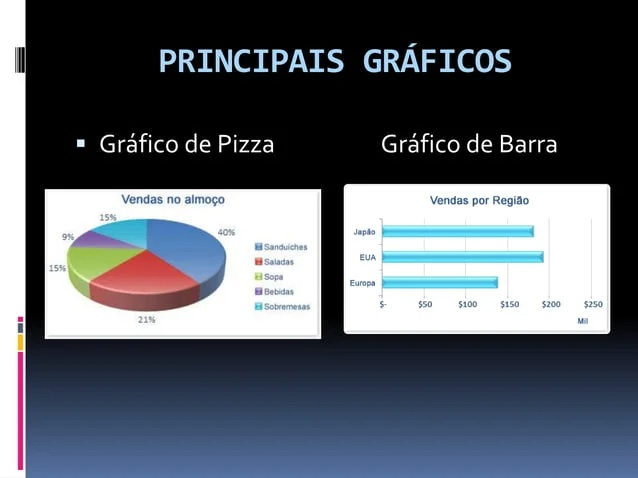 PRINCIPAIS GRÁFICOS
▪ Gráfico de Pizza
Gráfico de Barra
Vendas no almoço
15%
40%
9%
15%
21%
Sanduíches
Saladas
Sopa
Bebidas
Sobremesas
Vendas por Região
Japão
EUA
Europa
$- $50 $100 $150 $200 $250
Mil